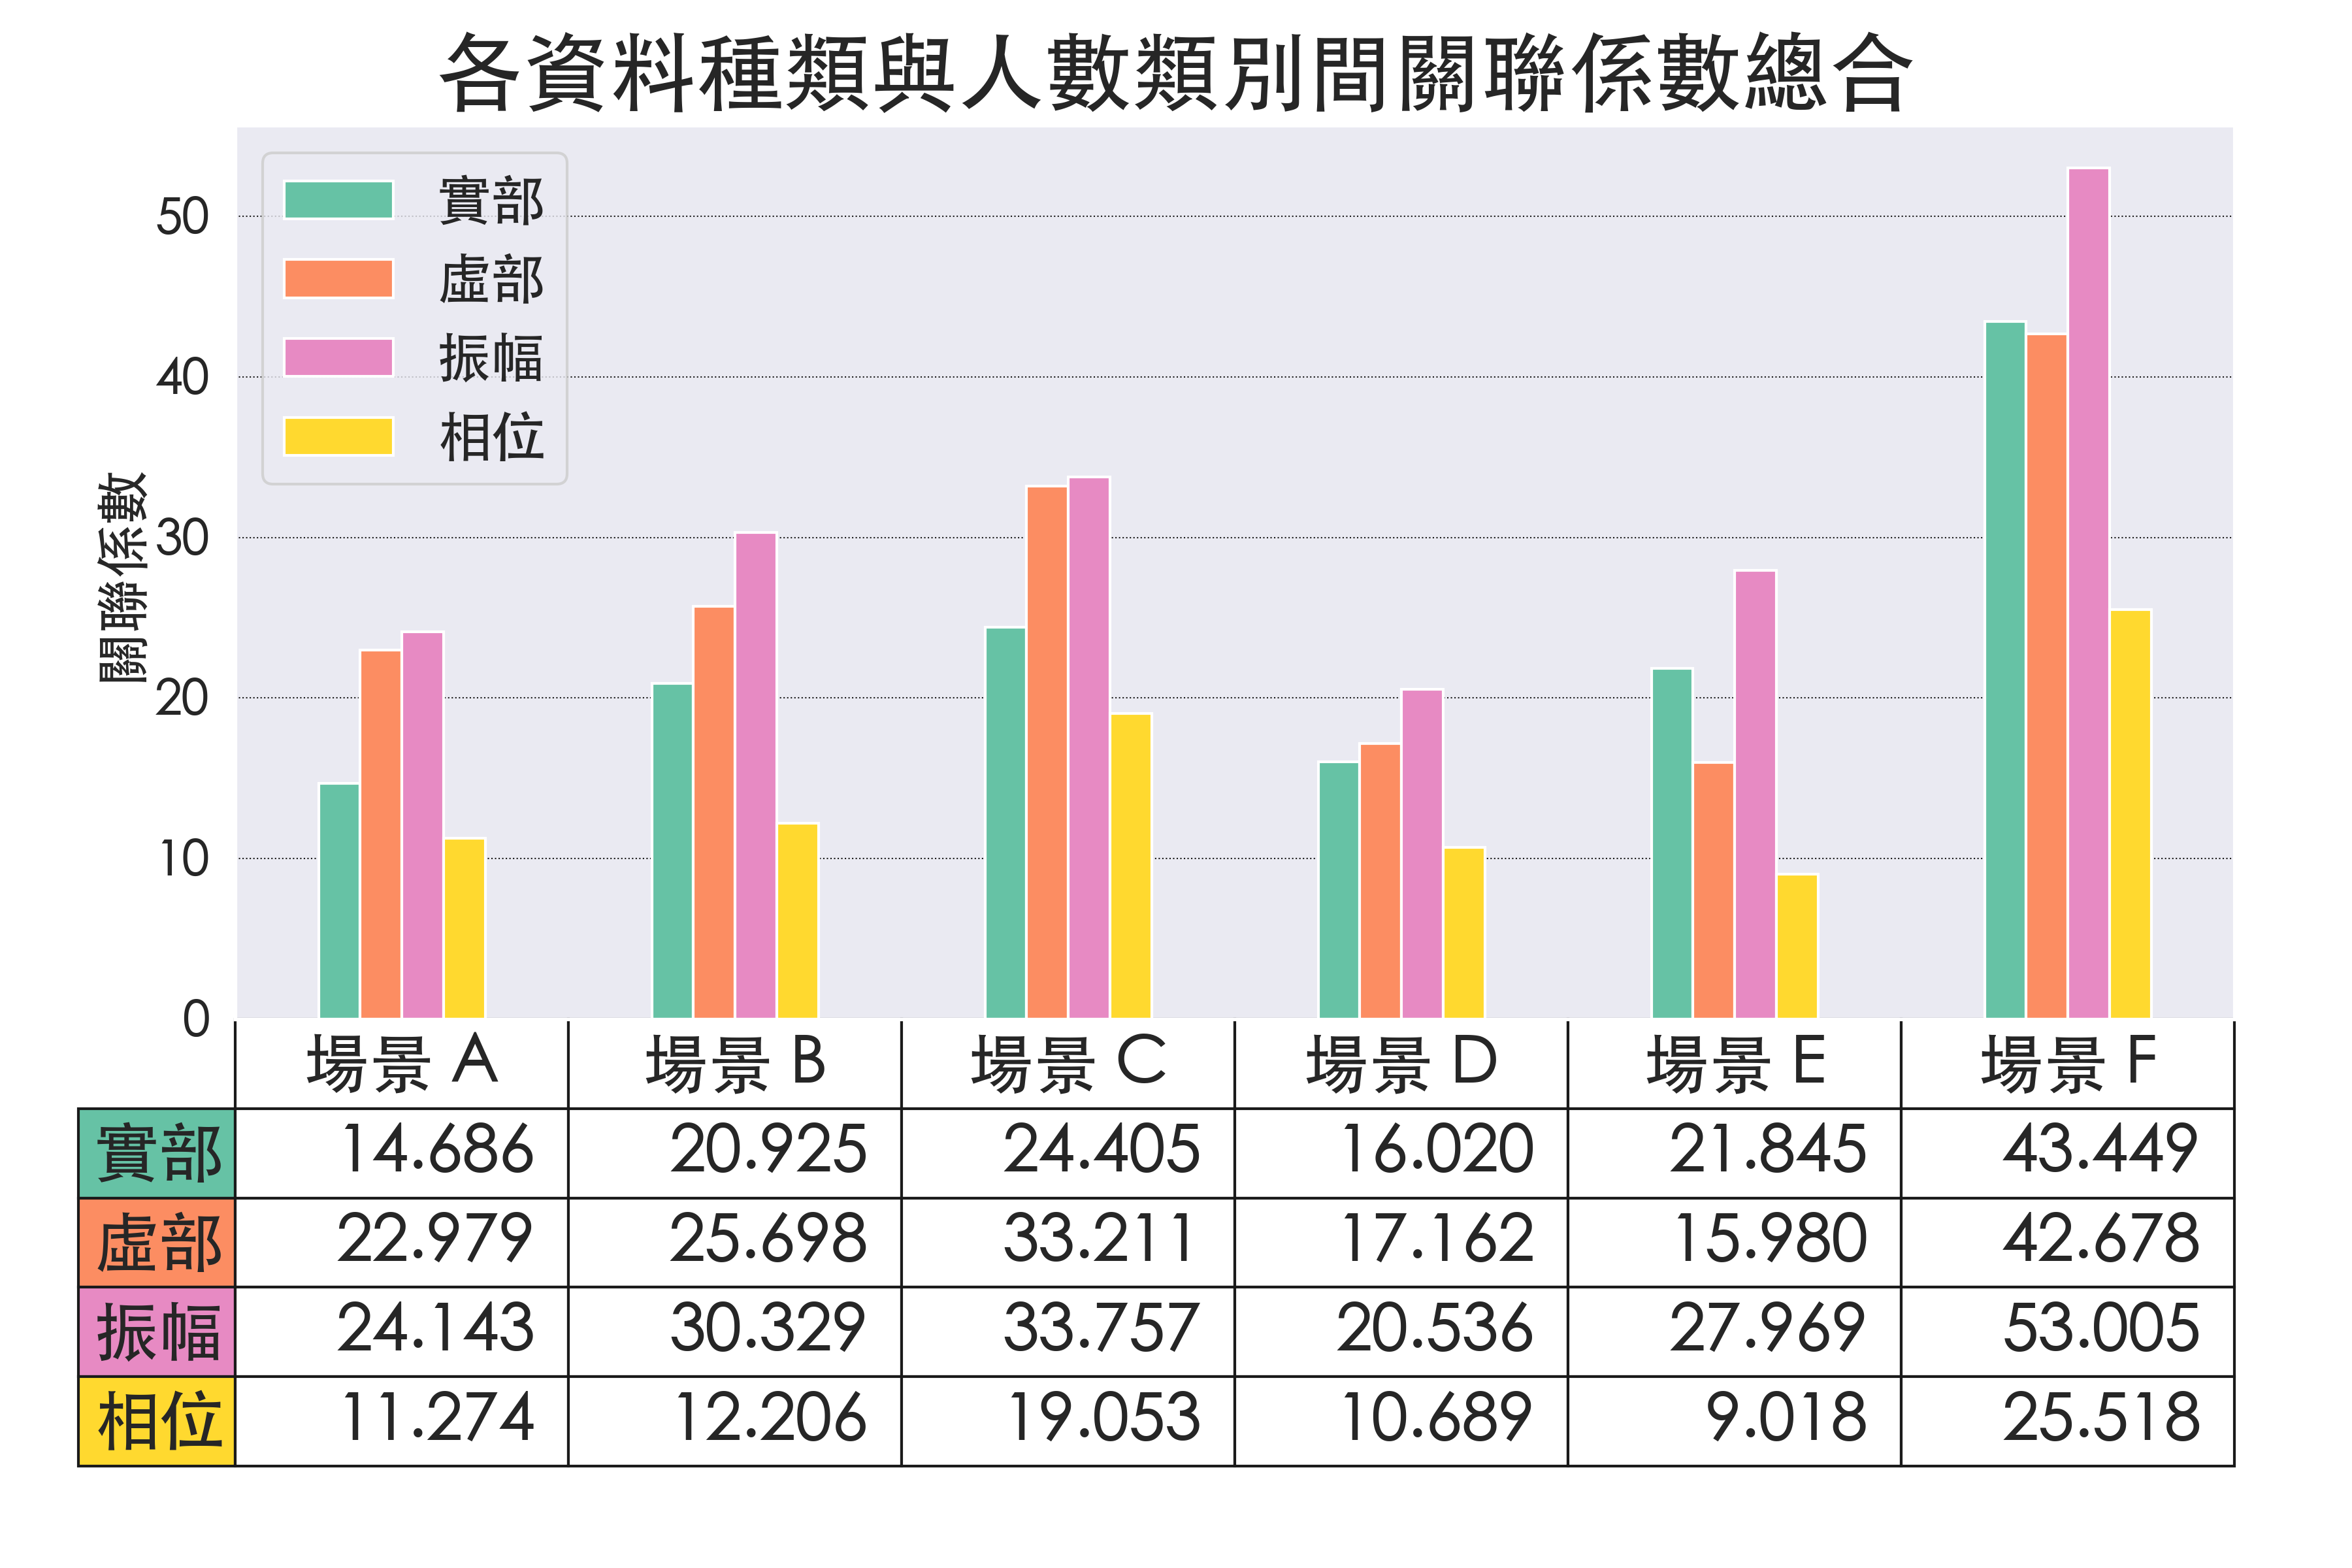 各資料種類與人數類別間關聯係數總合
實部
虛部
振幅
相位
關聯係數
50
40
30
20
10
0
場景 A 場景 B 場景 C 場景 D 場景 E 場景 F
實部 14.686 20.925 24.405 16.020 21.845 43.449
虛部 22.979 25.698 33.211 17.162 15.980 42.678
振幅 24.143 30.329 33.757 20.536 27.969 53.005
相位 11.274 12.206 19.053 10.689 9.018 25.518